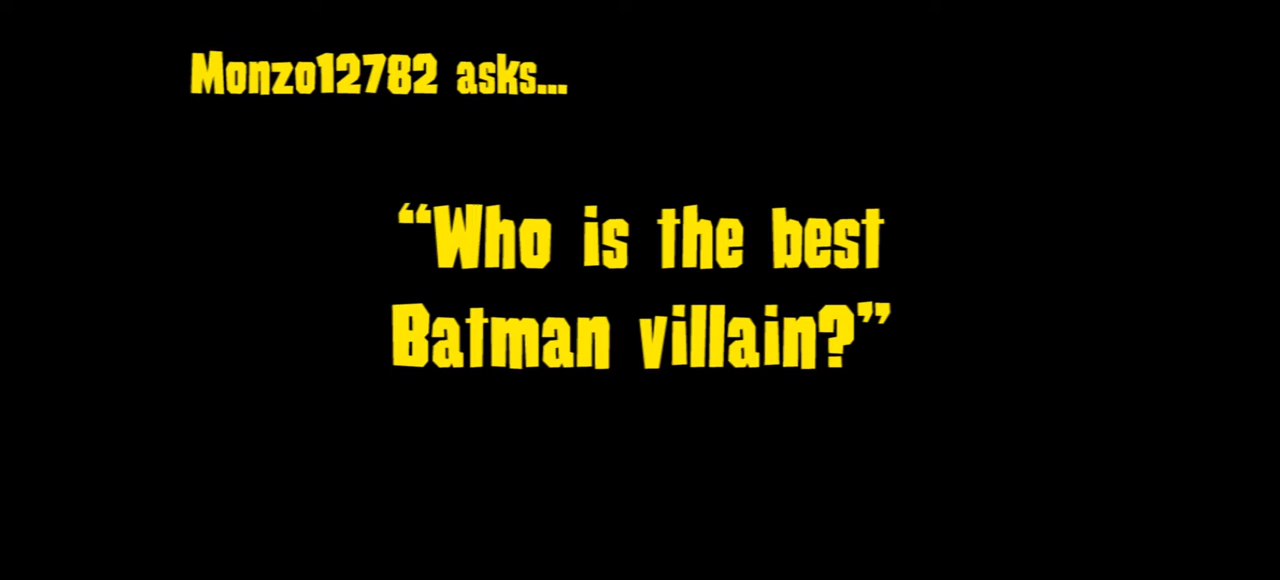 Monzo12782 asks...
“Who is the best
Batman villain?”